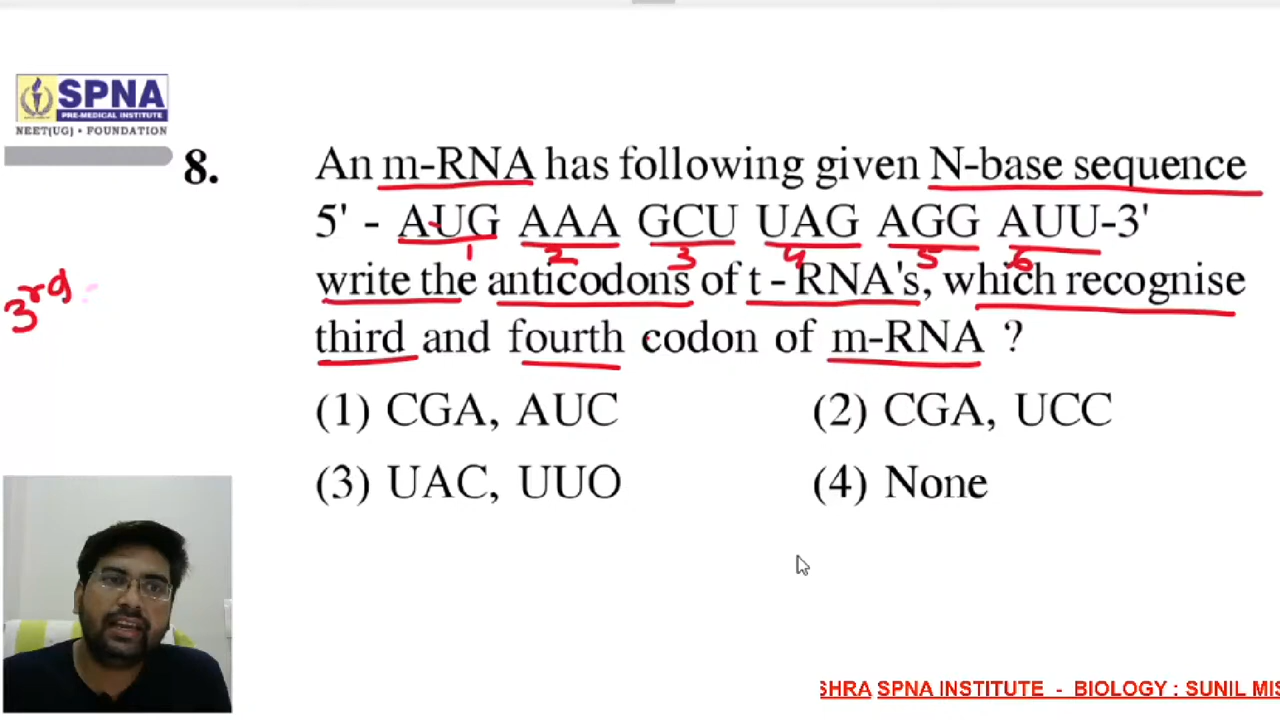 SPNA
PRE-MEDICAL INSTITUTE
NEET(UG) • FOUNDATION
8. An m-RNA has following given N-base sequence
5' - AUG AAA GCU UAG AGG AUU-3'
1 2 3 4 5 6
write the anticodons of t - RNA's, which recognise
3rd
third and fourth codon of m-RNA ?
(1) CGA, AUC (2) CGA, UCC
(3) UAC, UUO (4) None
SHRA SPNA INSTITUTE - BIOLOGY : SUNIL MIS